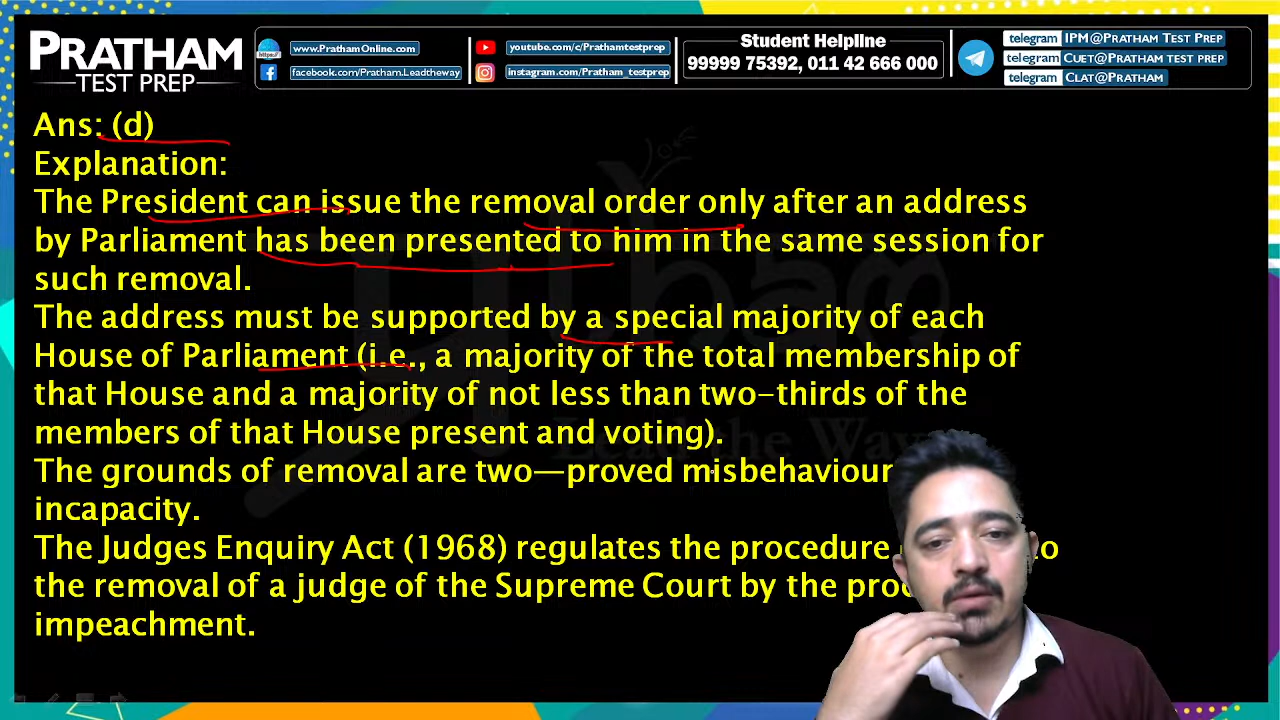 PRATHAM
TEST PREP
https://
www.PrathamOnline.com
facebook.com/Pratham.Leadtheway
youtube.com/c/Prathamtestprep
instagram.com/Pratham_testprep
Student Helpline
99999 75392, 011 42 666 000
telegram IPM@PRATHAM TEST PREP
telegram CUET@PRATHAM TEST PREP
telegram CLAT@PRATHAM
Ans: (d)
Explanation:
The President can issue the removal order only after an address
by Parliament has been presented to him in the same session for
such removal.
The address must be supported by a special majority of each
House of Parliament (i.e., a majority of the total membership of
that House and a majority of not less than two-thirds of the
members of that House present and voting).
The grounds of removal are two—proved misbehaviour
incapacity.
The Judges Enquiry Act (1968) regulates the procedure
the removal of a judge of the Supreme Court by the
impeachment.
Lead the Way